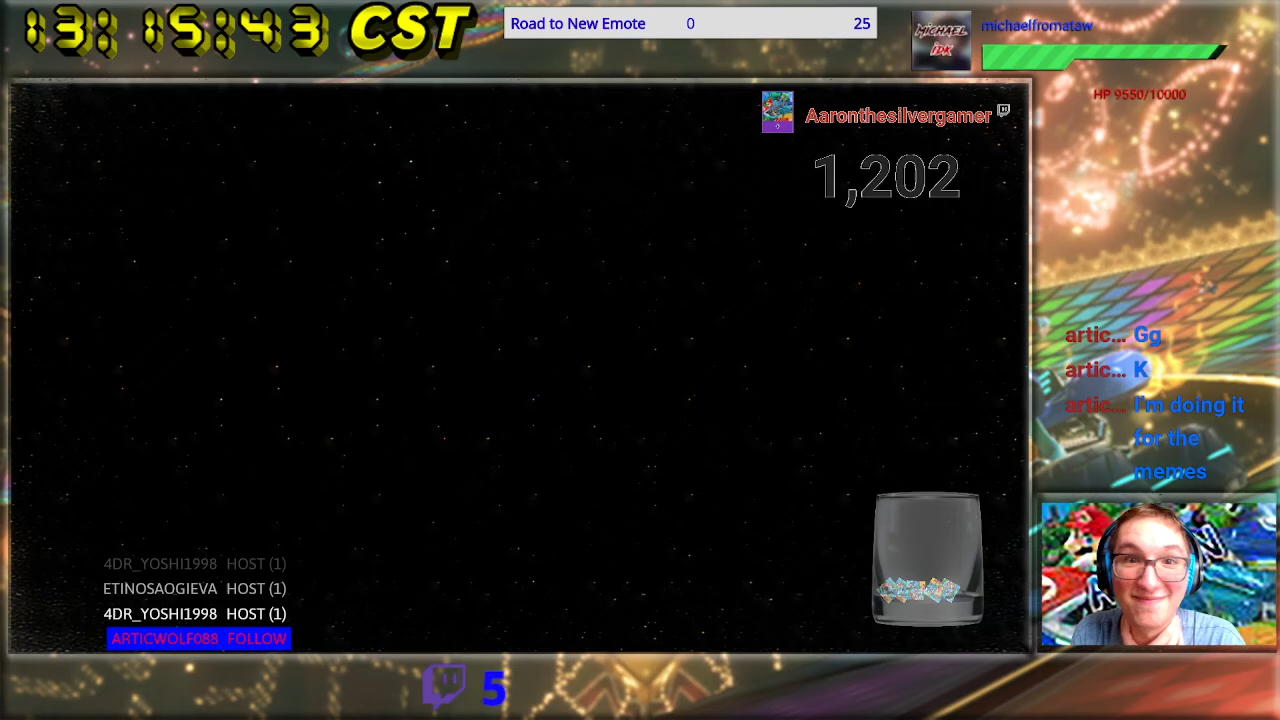 13:15:43 CST
Road to New Emote 0 25
MICHAEL
IDK
michaelfromataw
HP 9550/10000
Aaronthesilvergamer
1,202
artic... Gg
artic... K
artic... I'm doing it
for the
memes
4DR_YOSHI1998 HOST (1)
ETINOSAOGIEVA HOST (1)
4DR_YOSHI1998 HOST (1)
ARTICWOLF088 FOLLOW
5